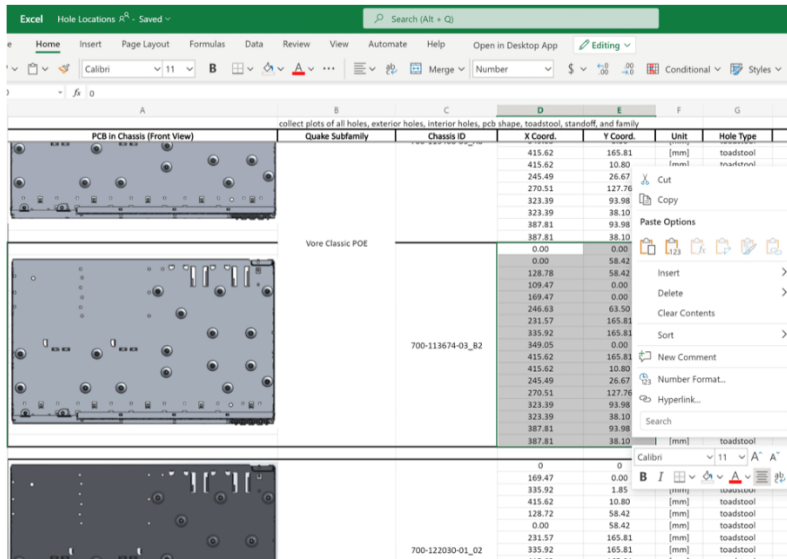 Excel Hole Locations - Saved Search (Alt + Q)
Home Insert Page Layout Formulas Data Review View Automate Help Open in Desktop App Editing
Calibri 11 B A Merge Number $ Conditional Styles
fx 0
A B C D E F G
collect plots of all holes, exterior holes, interior holes, pcb shape, toadstool, standoff, and family
PCB in Chassis (Front View) Quake Subfamily Chassis ID X Coord. Y Coord. Unit Hole Type
415.62 165.81 [mm] toadstool
415.62 10.80 [mm] toadstool
245.49 26.67
270.51 127.76
323.39 93.98
323.39 38.10
387.81 93.98
387.81 38.10
Vore Classic POE
0.00 0.00
0.00 58.42
128.78 58.42
109.47 0.00
169.47 0.00
246.63 63.50
231.57 165.81
335.92 165.81
349.05 0.00
700-113674-03_B2
415.62 165.81
415.62 10.80
245.49 26.67
270.51 127.76
323.39 93.98
323.39 38.10
387.81 93.98
387.81 38.10 [mm] toadstool
0 0
169.47 0.00
335.92 1.85
415.62 10.80 [mm] toadstool
128.72 58.42 [mm] toadstool
0.00 58.42 [mm] toadstool
231.57 165.81 [mm] toadstool
700-122030-01_02 335.92 165.81 [mm] toadstool
Cut
Copy
Paste Options
Insert
Delete
Clear Contents
Sort
New Comment
Number Format...
Hyperlink...
Search
Calibri 11 A A
B I A